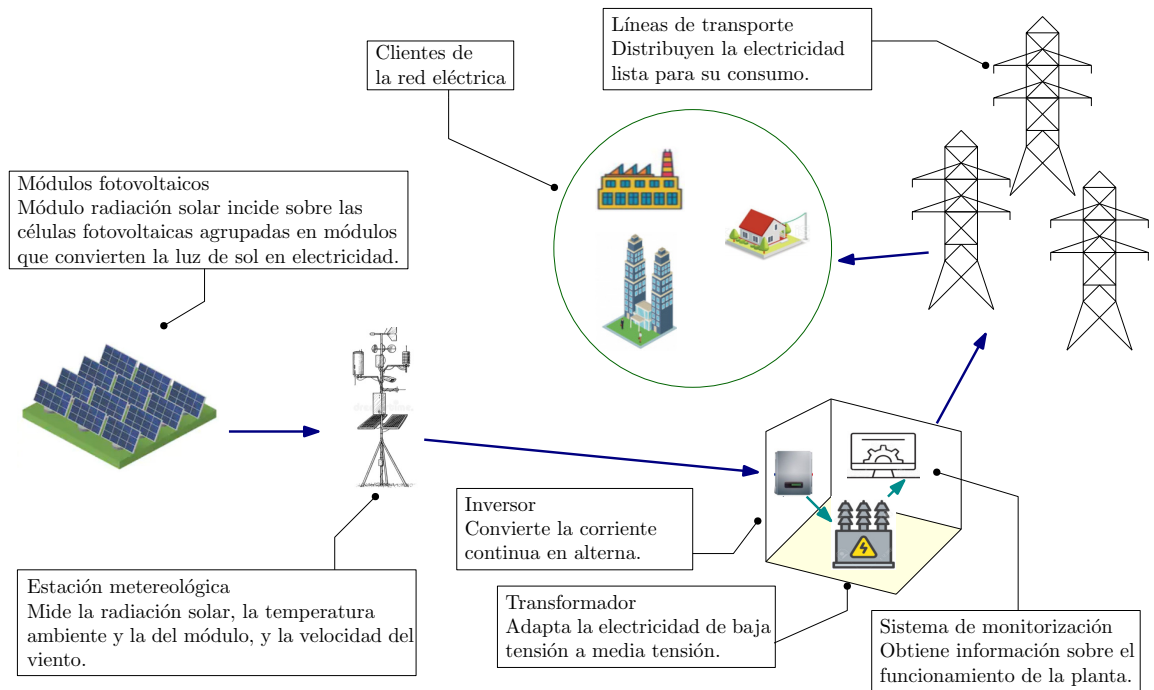 Líneas de transporte
Distribuyen la electricidad
lista para su consumo.
Clientes de
la red eléctrica
Módulos fotovoltaicos
Módulo radiación solar incide sobre las
células fotovoltaicas agrupadas en módulos
que convierten la luz de sol en electricidad.
Inversor
Convierte la corriente
continua en alterna.
Estación metereológica
Mide la radiación solar, la temperatura
ambiente y la del módulo, y la velocidad del
viento.
Transformador
Adapta la electricidad de baja
tensión a media tensión.
Sistema de monitorización
Obtiene información sobre el
funcionamiento de la planta.